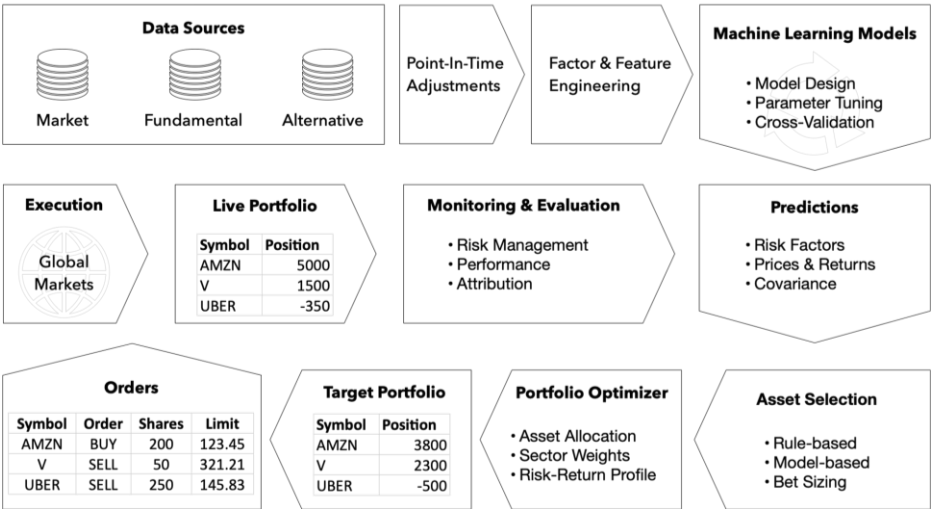 Data Sources
Market Fundamental Alternative
Point-In-Time
Adjustments
Factor & Feature
Engineering
Machine Learning Models
• Model Design
• Parameter Tuning
• Cross-Validation
Execution
Global
Markets
Live Portfolio
Symbol Position
AMZN 5000
V 1500
UBER -350
Monitoring & Evaluation
• Risk Management
• Performance
• Attribution
Predictions
• Risk Factors
• Prices & Returns
• Covariance
Orders
Symbol Order Shares Limit
AMZN BUY 200 123.45
V SELL 50 321.21
UBER SELL 250 145.83
Target Portfolio
Symbol Position
AMZN 3800
V 2300
UBER -500
Portfolio Optimizer
• Asset Allocation
• Sector Weights
• Risk-Return Profile
Asset Selection
• Rule-based
• Model-based
• Bet Sizing